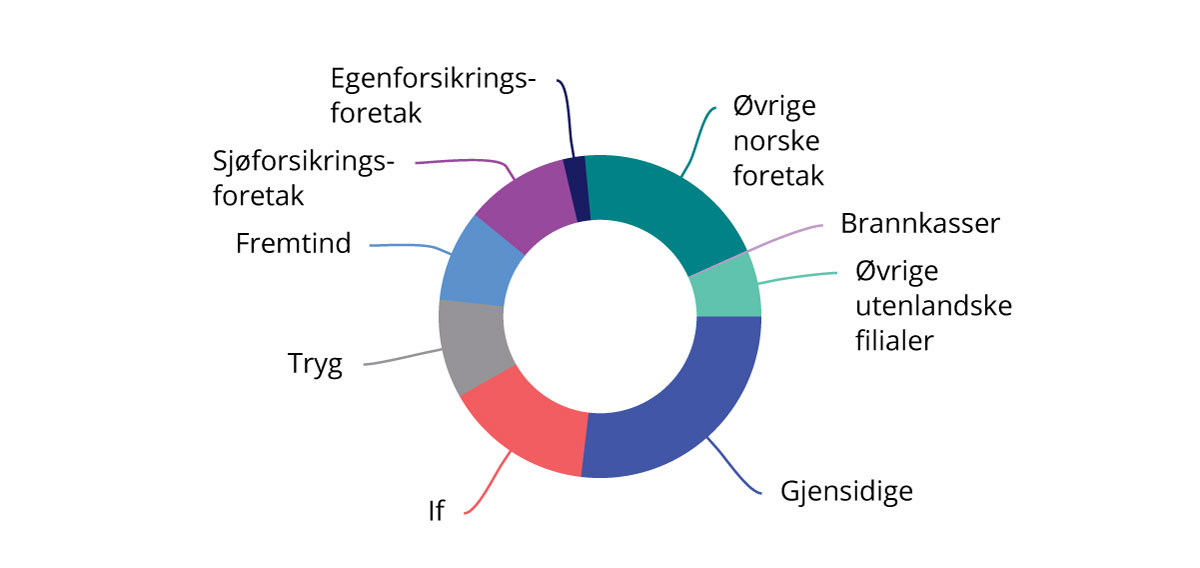 Egenforsikrings-
foretak
Øvrige
norske
foretak
Sjøforsikrings-
foretak
Brannkasser
Fremtind
Øvrige
utenlandske
filialer
Tryg
Gjensidige
If